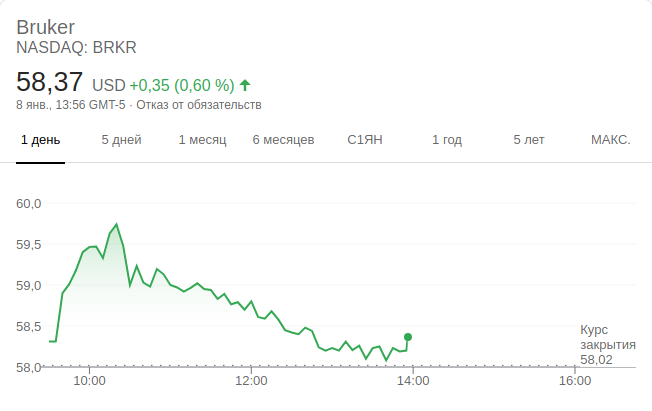 Bruker
NASDAQ: BRKR
58,37 USD +0,35 (0,60 %)
8 янв., 13:56 GMT-5 · Отказ от обязательств
1 день 5 дней 1 месяц 6 месяцев С1ЯН 1 год 5 лет МАКС.
60,0
59,5
59,0
58,5
58,0
Курс
закрытия
58,02
10:00 12:00 14:00 16:00